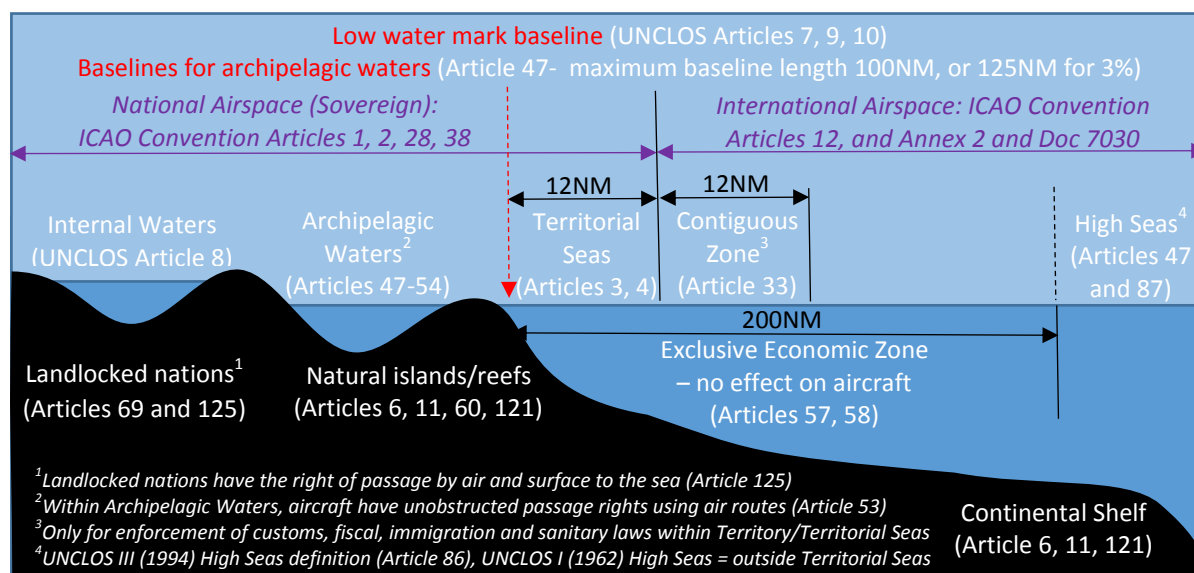 Low water mark baseline (UNCLOS Articles 7, 9, 10)
Baselines for archipelagic waters (Article 47- maximum baseline length 100NM, or 125NM for 3%)
National Airspace (Sovereign):
ICAO Convention Articles 1, 2, 28, 38
International Airspace: ICAO Convention
Articles 12, and Annex 2 and Doc 7030
12NM
12NM
Internal Waters
(UNCLOS Article 8)
Archipelagic
Waters²
(Articles 47-54)
Territorial
Seas
(Articles 3, 4)
Contiguous
Zone³
(Article 33)
High Seas⁴
(Articles 47
and 87)
200NM
Exclusive Economic Zone
– no effect on aircraft
(Articles 57, 58)
Landlocked nations¹
(Articles 69 and 125)
Natural islands/reefs
(Articles 6, 11, 60, 121)
¹Landlocked nations have the right of passage by air and surface to the sea (Article 125)
²Within Archipelagic Waters, aircraft have unobstructed passage rights using air routes (Article 53)
³Only for enforcement of customs, fiscal, immigration and sanitary laws within Territory/Territorial Seas
⁴UNCLOS III (1994) High Seas definition (Article 86), UNCLOS I (1962) High Seas = outside Territorial Seas
Continental Shelf
(Article 6, 11, 121)